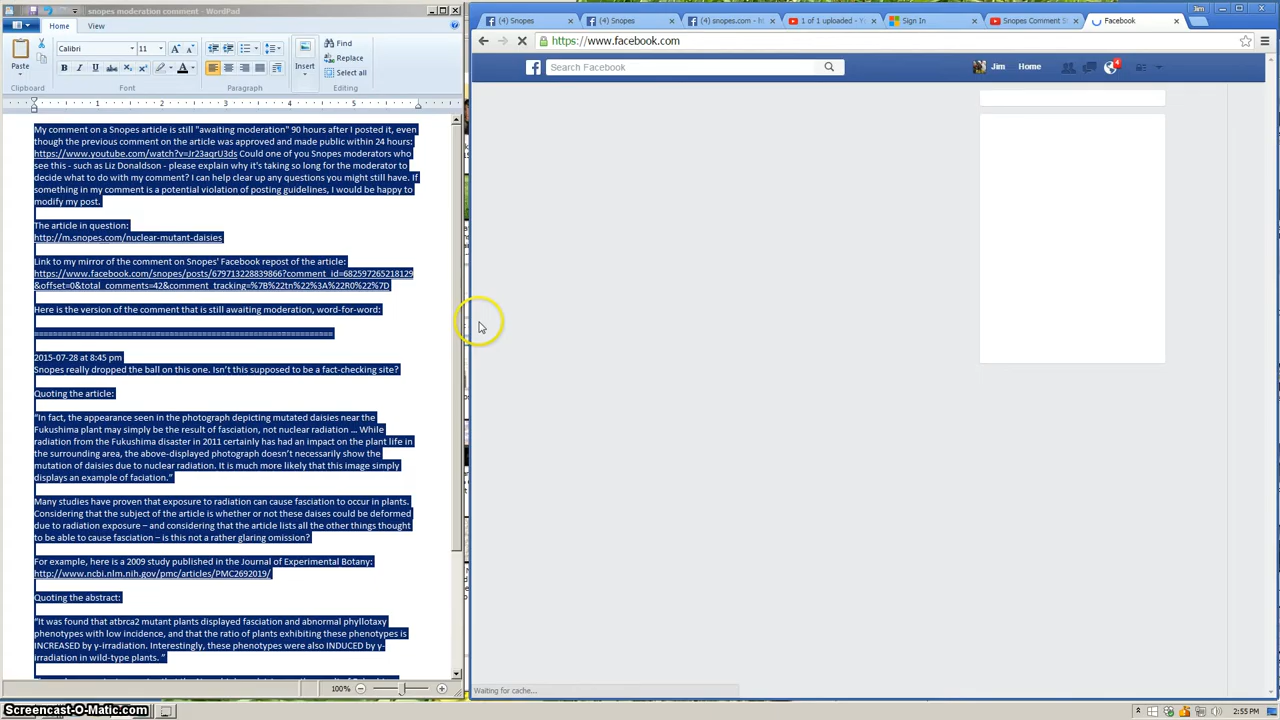 snopes moderation comment - WordPad
Home View
Paste
Clipboard
Calibri 11
B I U
Font
Paragraph
Insert
Find
Replace
Select all
Editing
1 2 3 4 5
My comment on a Snopes article is still "awaiting moderation" 90 hours after I posted it, even
though the previous comment on the article was approved and made public within 24 hours:
https://www.youtube.com/watch?v=Jr23aqrU3ds Could one of you Snopes moderators who
see this - such as Liz Donaldson - please explain why it's taking so long for the moderator to
decide what to do with my comment? I can help clear up any questions you might still have. If
something in my comment is a potential violation of posting guidelines, I would be happy to
modify my post.
The article in question:
http://m.snopes.com/nuclear-mutant-daisies
Link to my mirror of the comment on Snopes' Facebook repost of the article:
https://www.facebook.com/snopes/posts/679713228839866?comment_id=682597265218129
&offset=0&total_comments=42&comment_tracking=%7B%22tn%22%3A%22R0%22%7D
Here is the version of the comment that is still awaiting moderation, word-for-word:
===============================================================
2015-07-28 at 8:45 pm
Snopes really dropped the ball on this one. Isn’t this supposed to be a fact-checking site?
Quoting the article:
“In fact, the appearance seen in the photograph depicting mutated daisies near the
Fukushima plant may simply be the result of fasciation, not nuclear radiation ... While
radiation from the Fukushima disaster in 2011 certainly has had an impact on the plant life in
the surrounding area, the above-displayed photograph doesn’t necessarily show the
mutation of daisies due to nuclear radiation. It is much more likely that this image simply
displays an example of faciation.”
Many studies have proven that exposure to radiation can cause fasciation to occur in plants.
Considering that the subject of the article is whether or not these daises could be deformed
due to radiation exposure – and considering that the article lists all the other things thought
to be able to cause fasciation – is this not a rather glaring omission?
For example, here is a 2009 study published in the Journal of Experimental Botany:
http://www.ncbi.nlm.nih.gov/pmc/articles/PMC2692019/
Quoting the abstract:
“It was found that atbrca2 mutant plants displayed fasciation and abnormal phyllotaxy
phenotypes with low incidence, and that the ratio of plants exhibiting these phenotypes is
INCREASED by γ-irradiation. Interestingly, these phenotypes were also INDUCED by γ-
irradiation in wild-type plants. ”
100%
Screencast-O-Matic.com
Jim
(4) Snopes
(4) Snopes
(4) snopes.com -
1 of 1 uploaded - Y
Sign In
Snopes Comment S
Facebook
https://www.facebook.com
Search Facebook
Jim Home
4
Waiting for cache...
2:55 PM